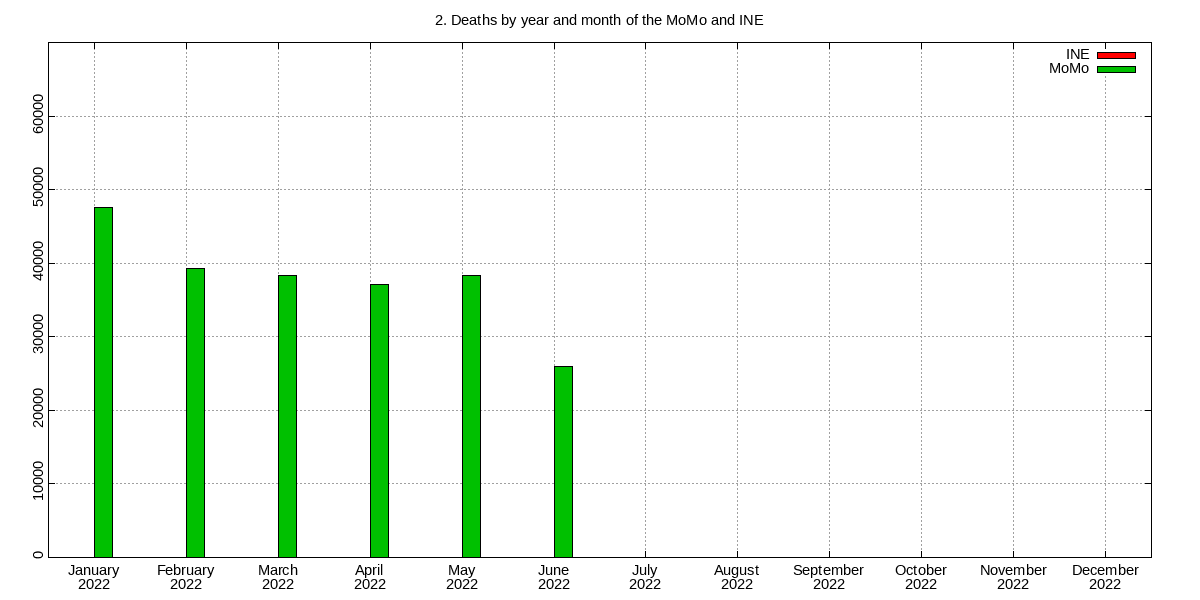 2. Deaths by year and month of the MoMo and INE
INE
MoMo
60000
50000
40000
30000
20000
10000
0
January February March April May June July August September October November December
2022 2022 2022 2022 2022 2022 2022 2022 2022 2022 2022 2022